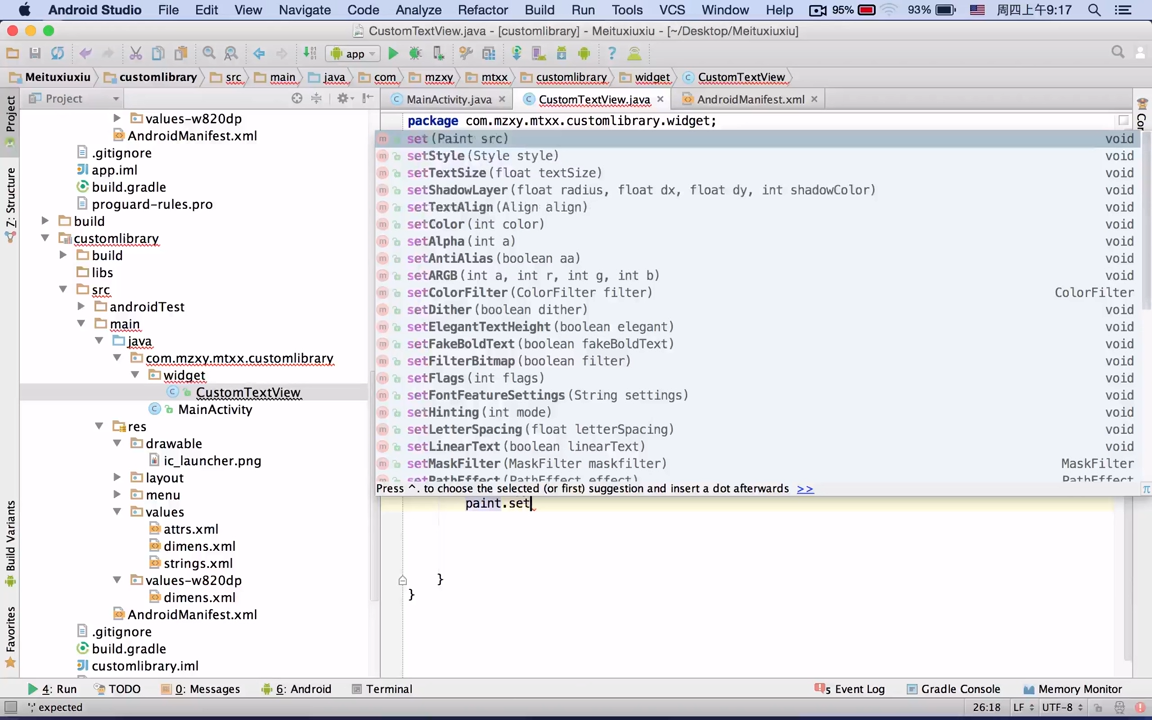 Android Studio File Edit View Navigate Code Analyze Refactor Build Run Tools VCS Window Help 95% 93% 周四上午9:17
CustomTextView.java - [customlibrary] - Meituxiuxiu - [~/Desktop/Meituxiuxiu]
app
Meituxiuxiu customlibrary src main java com mzxy mtxx customlibrary widget CustomTextView
Project
MainActivity.java CustomTextView.java AndroidManifest.xml
1: Project
Z: Structure
Build Variants
Favorites
values-w820dp
AndroidManifest.xml
.gitignore
app.iml
build.gradle
proguard-rules.pro
build
customlibrary
build
libs
src
androidTest
main
java
com.mzxy.mtxx.customlibrary
widget
CustomTextView
MainActivity
res
drawable
ic_launcher.png
layout
menu
values
attrs.xml
dimens.xml
strings.xml
values-w820dp
dimens.xml
AndroidManifest.xml
.gitignore
build.gradle
customlibrary.iml
package com.mzxy.mtxx.customlibrary.widget;
set(Paint src) void
setStyle(Style style) void
setTextSize(float textSize) void
setShadowLayer(float radius, float dx, float dy, int shadowColor) void
setTextAlign(Align align) void
setColor(int color) void
setAlpha(int a) void
setAntiAlias(boolean aa) void
setARGB(int a, int r, int g, int b) void
setColorFilter(ColorFilter filter) ColorFilter
setDither(boolean dither) void
setElegantTextHeight(boolean elegant) void
setFakeBoldText(boolean fakeBoldText) void
setFilterBitmap(boolean filter) void
setFlags(int flags) void
setFontFeatureSettings(String settings) void
setHinting(int mode) void
setLetterSpacing(float letterSpacing) void
setLinearText(boolean linearText) void
setMaskFilter(MaskFilter maskfilter) MaskFilter
setPathEffect(PathEffect effect) PathEffect
Press ^. to choose the selected (or first) suggestion and insert a dot afterwards >>
paint.set
}
}
4: Run TODO 0: Messages 6: Android Terminal Event Log Gradle Console Memory Monitor
';' expected 26:18 LF UTF-8